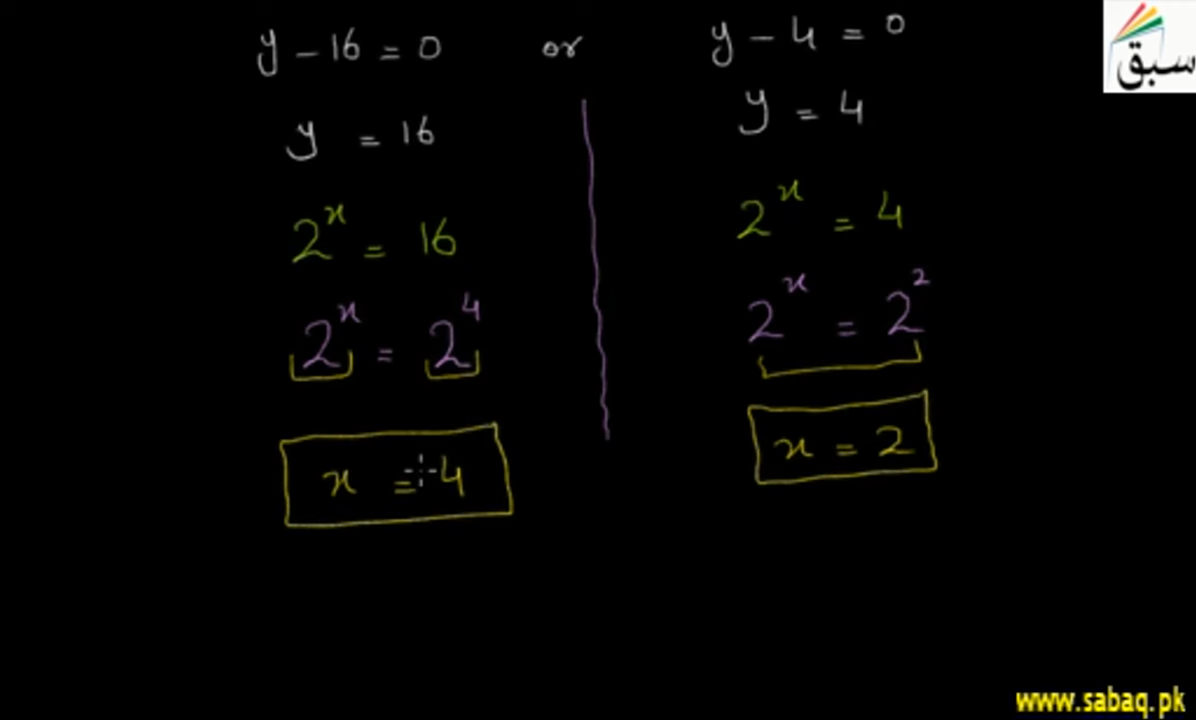 y - 16 = 0 or y - 4 = 0
y = 16
y = 4
2^x = 16
2^x = 4
2^x = 2^4
2^x = 2^2
x = 4
x = 2
سبق
www.sabaq.pk